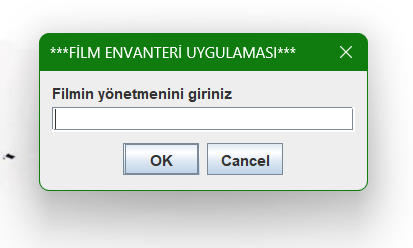 ***FİLM ENVANTERİ UYGULAMASI***
Filmin yönetmenini giriniz
OK Cancel